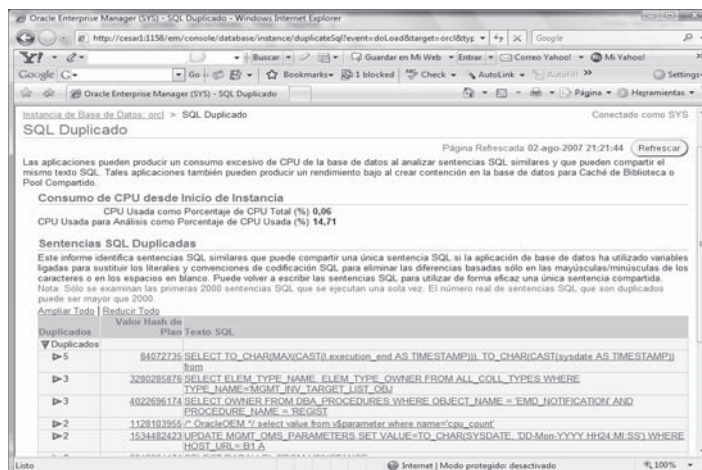 Oracle Enterprise Manager (SYS) - SQL Duplicado - Windows Internet Explorer
http://cesar1:1158/em/console/database/instance/duplicateSql?event=doLoad&target=orcl&typ
Google
Buscar
Guardar en Mi Web
Entrar
Correo Yahoo!
Mi Yahoo!
Google
Go
Bookmarks
1 blocked
Check
AutoLink
AutoFill
Settings
Oracle Enterprise Manager (SYS) - SQL Duplicado
Página
Herramientas
Instancia de Base de Datos: orcl > SQL Duplicado
Conectado como SYS
SQL Duplicado
Página Refrescada 02-ago-2007 21:21:44 Refrescar
Las aplicaciones pueden producir un consumo excesivo de CPU de la base de datos al analizar sentencias SQL similares y que pueden compartir el
mismo texto SQL. Tales aplicaciones también pueden producir un rendimiento bajo al crear contención en la base de datos para Caché de Biblioteca o
Pool Compartido.
Consumo de CPU desde Inicio de Instancia
CPU Usada como Porcentaje de CPU Total (%) 0,06
CPU Usada para Análisis como Porcentaje de CPU Usada (%) 14,71
Sentencias SQL Duplicadas
Este informe identifica sentencias SQL similares que puede compartir una única sentencia SQL si la aplicación de base de datos ha utilizado variables
ligadas para sustituir los literales y convenciones de codificación SQL para eliminar las diferencias basadas sólo en las mayúsculas/minúsculas de los
caracteres o en los espacios en blanco. Puede volver a escribir las sentencias SQL para utilizar de forma eficaz una única sentencia compartida.
Nota: Sólo se examinan las primeras 2000 sentencias SQL que se ejecutan una sola vez. El número real de sentencias SQL que son duplicados
puede ser mayor que 2000.
Ampliar Todo | Reducir Todo
Duplicados
Valor Hash de Plan
Texto SQL
Duplicados
5 84072735 SELECT TO_CHAR(MAX(CAST(l.execution_end AS TIMESTAMP))), TO_CHAR(CAST(sysdate AS TIMESTAMP))
from
3 3280285876 SELECT ELEM_TYPE_NAME, ELEM_TYPE_OWNER FROM ALL_COLL_TYPES WHERE
TYPE_NAME='MGMT_INV_TARGET_LIST_OBJ
3 4022696174 SELECT OWNER FROM DBA_PROCEDURES WHERE OBJECT_NAME = 'EMD_NOTIFICATION' AND
PROCEDURE_NAME = 'REGIST
2 1128103955 /* OracleOEM */ select value from v$parameter where name='cpu_count'
2 1534482423 UPDATE MGMT_OMS_PARAMETERS SET VALUE=TO_CHAR(SYSDATE, 'DD-Mon-YYYY HH24:MI:SS') WHERE
HOST_URL=:B1 A
Listo
Internet | Modo protegido: desactivado
100%